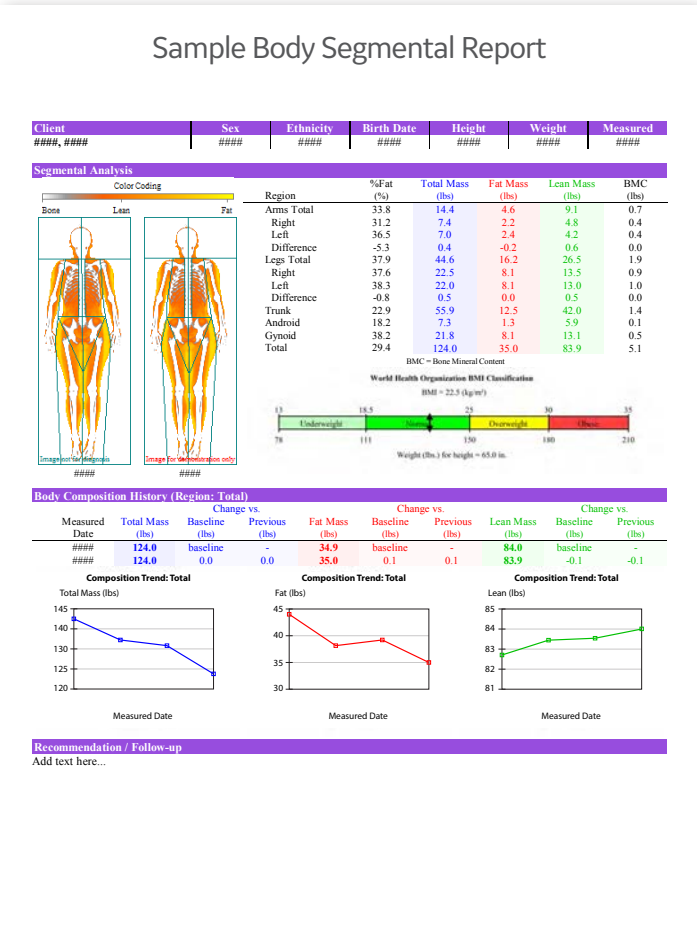 Sample Body Segmental Report
Client Sex Ethnicity Birth Date Height Weight Measured
####, #### #### #### #### #### #### ####
Segmental Analysis
Color Coding
Bone Lean Fat
Image not for diagnosis Image for demonstration only
#### ####
Region %Fat (%) Total Mass (lbs) Fat Mass (lbs) Lean Mass (lbs) BMC (lbs)
Arms Total 33.8 14.4 4.6 9.1 0.7
Right 31.2 7.4 2.2 4.8 0.4
Left 36.5 7.0 2.4 4.2 0.4
Difference -5.3 0.4 -0.2 0.6 0.0
Legs Total 37.9 44.6 16.2 26.5 1.9
Right 37.6 22.5 8.1 13.5 0.9
Left 38.3 22.0 8.1 13.0 1.0
Difference -0.8 0.5 0.0 0.5 0.0
Trunk 22.9 55.9 12.5 42.0 1.4
Android 18.2 7.3 1.3 5.9 0.1
Gynoid 38.2 21.8 8.1 13.1 0.5
Total 29.4 124.0 35.0 83.9 5.1
BMC = Bone Mineral Content
World Health Organization BMI Classification
BMI = 22.5 (kg/m²)
13 18.5 25 30 35
Underweight Normal Overweight Obese
78 111 150 180 210
Weight (lbs.) for height = 65.0 in.
Body Composition History (Region: Total)
Change vs. Change vs. Change vs.
Measured Total Mass Baseline Previous Fat Mass Baseline Previous Lean Mass Baseline Previous
Date (lbs) (lbs) (lbs) (lbs) (lbs) (lbs) (lbs) (lbs) (lbs)
#### 124.0 baseline - 34.9 baseline - 84.0 baseline -
#### 124.0 0.0 0.0 35.0 0.1 0.1 83.9 -0.1 -0.1
Composition Trend: Total
Total Mass (lbs)
145
140
130
125
120
Measured Date
Composition Trend: Total
Fat (lbs)
45
40
35
30
Measured Date
Composition Trend: Total
Lean (lbs)
85
84
83
82
81
Measured Date
Recommendation / Follow-up
Add text here...